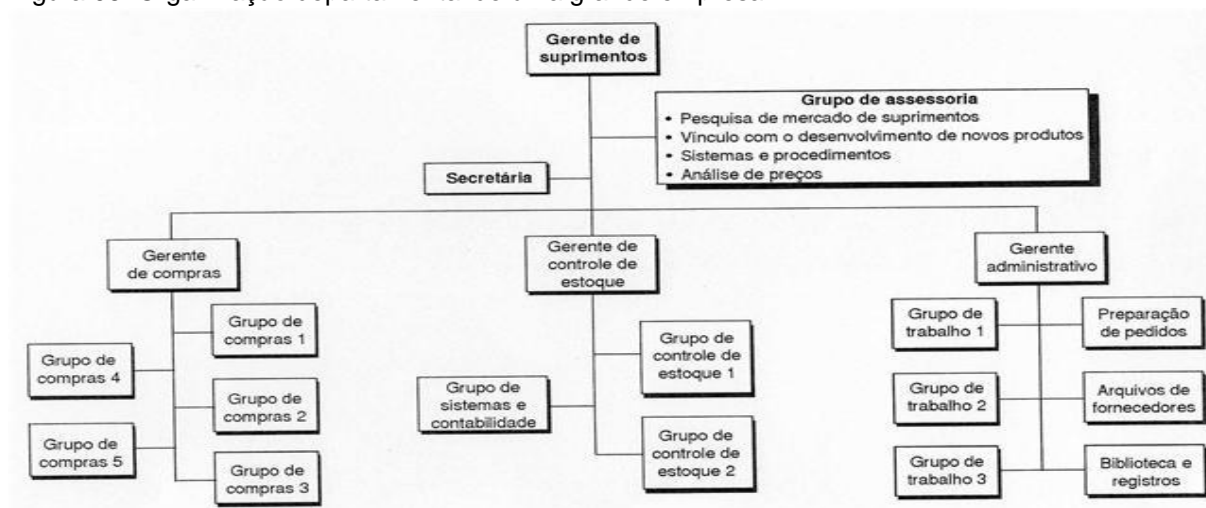 Gerente de
suprimentos
Grupo de assessoria
• Pesquisa de mercado de suprimentos
• Vínculo com o desenvolvimento de novos produtos
• Sistemas e procedimentos
• Análise de preços
Secretária
Gerente
de compras
Gerente de
controle de
estoque
Gerente
administrativo
Grupo de
compras 1
Grupo de
compras 4
Grupo de
compras 2
Grupo de
compras 5
Grupo de
compras 3
Grupo de
controle de
estoque 1
Grupo de
sistemas e
contabilidade
Grupo de
controle de
estoque 2
Grupo de
trabalho 1
Preparação
de pedidos
Grupo de
trabalho 2
Arquivos de
fornecedores
Grupo de
trabalho 3
Biblioteca e
registros